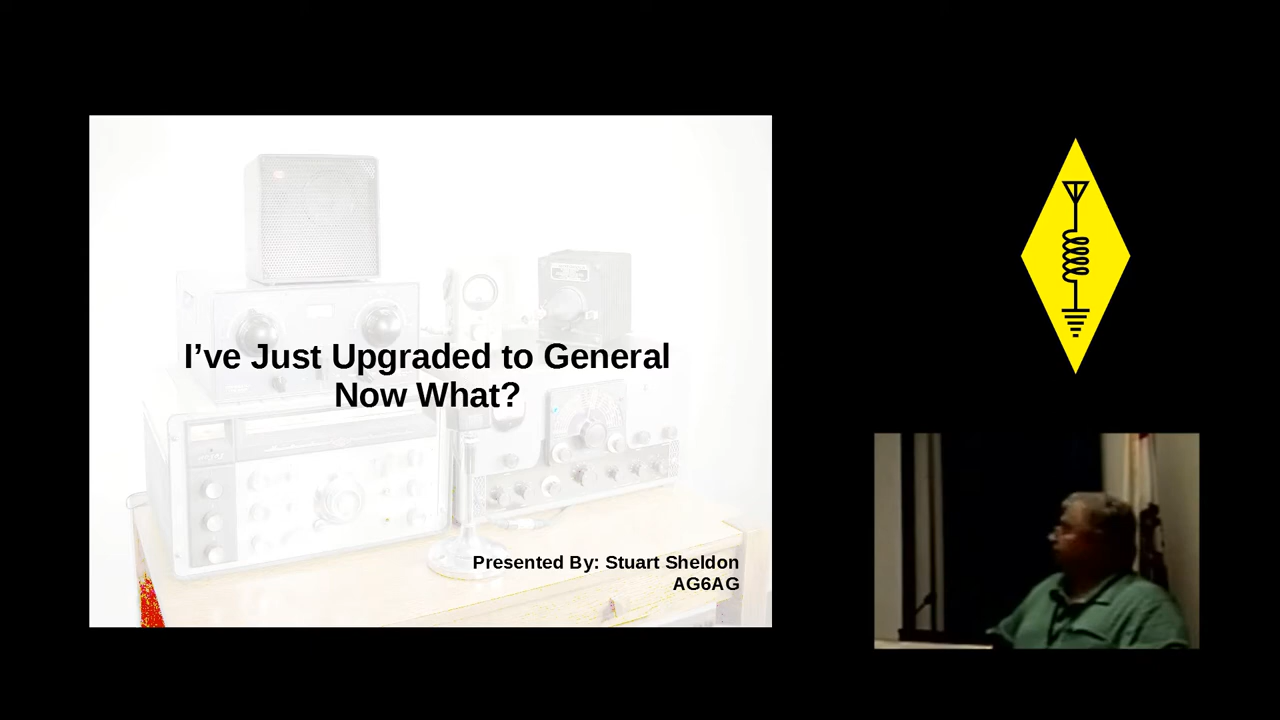 I’ve Just Upgraded to General
Now What?
Presented By: Stuart Sheldon
AG6AG